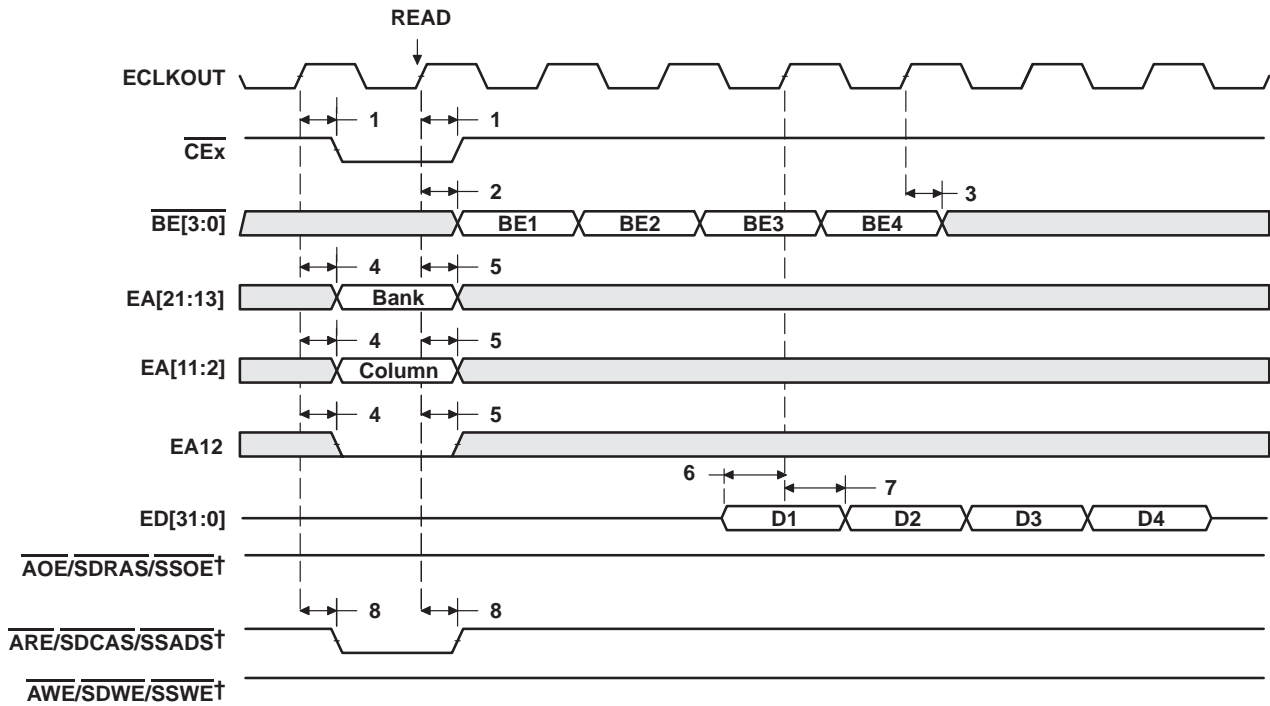 READ
ECLKOUT
1 1
CEx
2 3
BE[3:0] BE1 BE2 BE3 BE4
4 5
EA[21:13] Bank
4 5
EA[11:2] Column
4 5
EA12
6 7
ED[31:0] D1 D2 D3 D4
AOE/SDRAS/SSOE†
8 8
ARE/SDCAS/SSADS†
AWE/SDWE/SSWE†